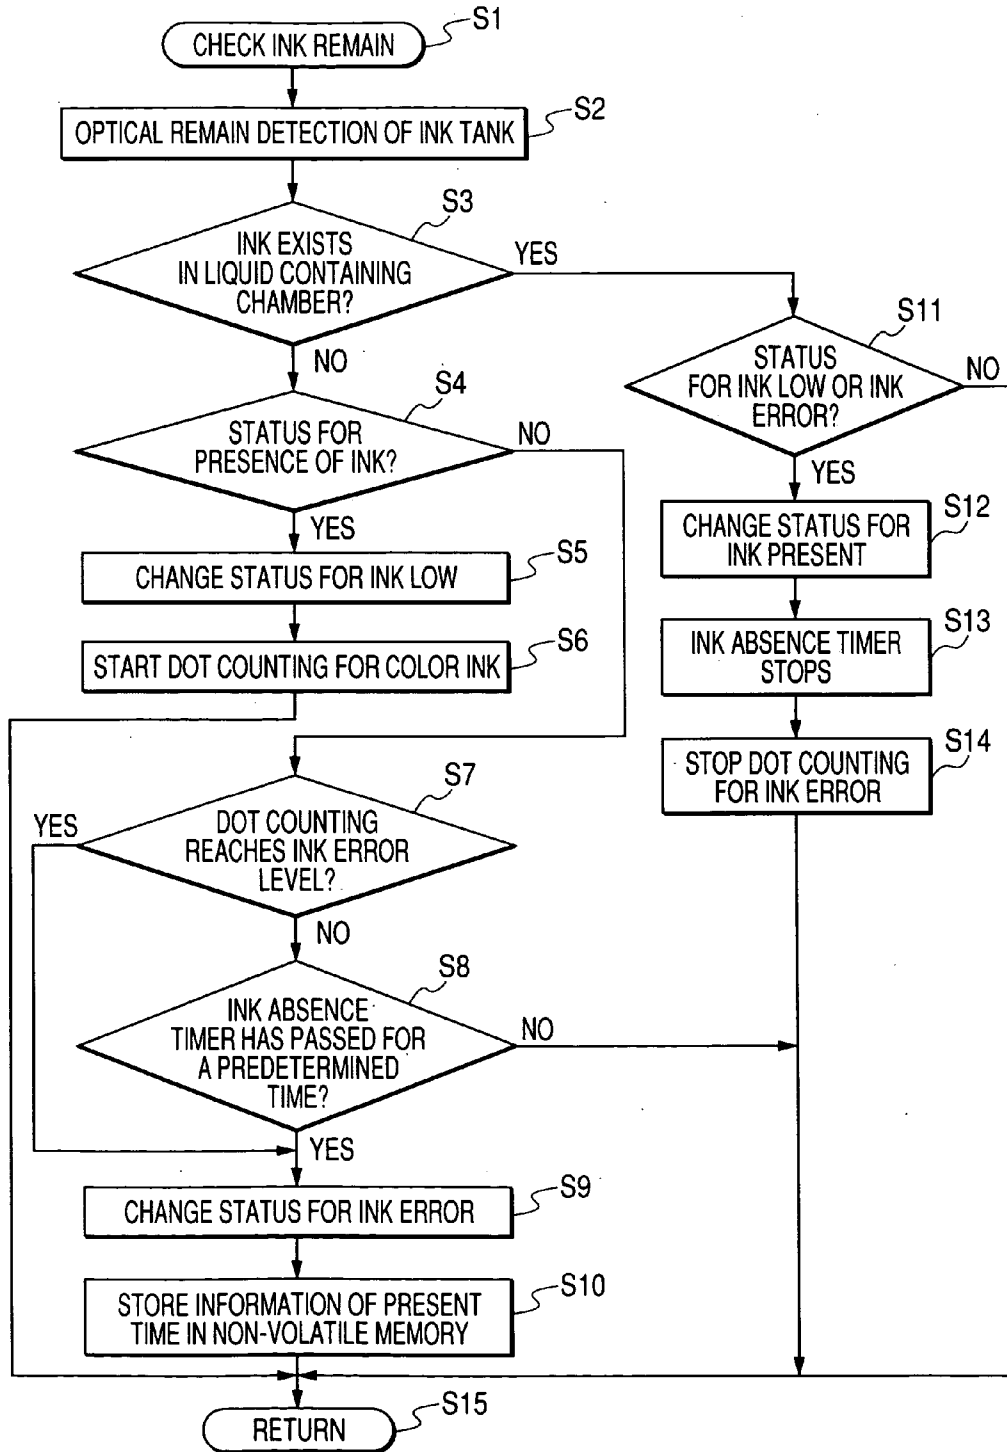 CHECK INK REMAIN
S1
OPTICAL REMAIN DETECTION OF INK TANK
S2
S3
INK EXISTS
IN LIQUID CONTAINING
CHAMBER?
YES
NO
S11
STATUS
FOR INK LOW OR INK
ERROR?
NO
YES
S4
STATUS FOR
PRESENCE OF INK?
NO
YES
S12
CHANGE STATUS FOR
INK PRESENT
S5
CHANGE STATUS FOR INK LOW
S13
INK ABSENCE TIMER
STOPS
S6
START DOT COUNTING FOR COLOR INK
S14
STOP DOT COUNTING
FOR INK ERROR
S7
DOT COUNTING
REACHES INK ERROR
LEVEL?
YES
NO
S8
INK ABSENCE
TIMER HAS PASSED FOR
A PREDETERMINED
TIME?
NO
YES
S9
CHANGE STATUS FOR INK ERROR
S10
STORE INFORMATION OF PRESENT
TIME IN NON-VOLATILE MEMORY
S15
RETURN